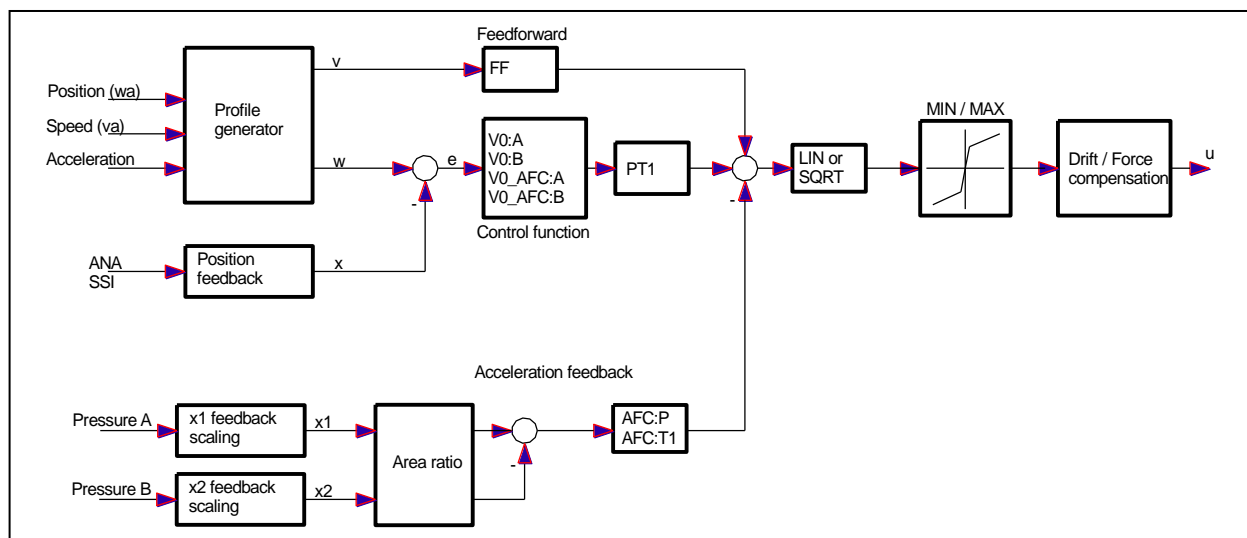 Feedforward
v
FF
Position (wa)
Speed (va)
Acceleration
Profile
generator
w
-
e
V0:A
V0:B
V0_AFC:A
V0_AFC:B
Control function
PT1
-
LIN or
SQRT
MIN / MAX
Drift / Force
compensation
u
ANA
SSI
Position
feedback
x
Acceleration feedback
Pressure A
x1 feedback
scaling
x1
Pressure B
x2 feedback
scaling
x2
Area ratio
-
AFC:P
AFC:T1